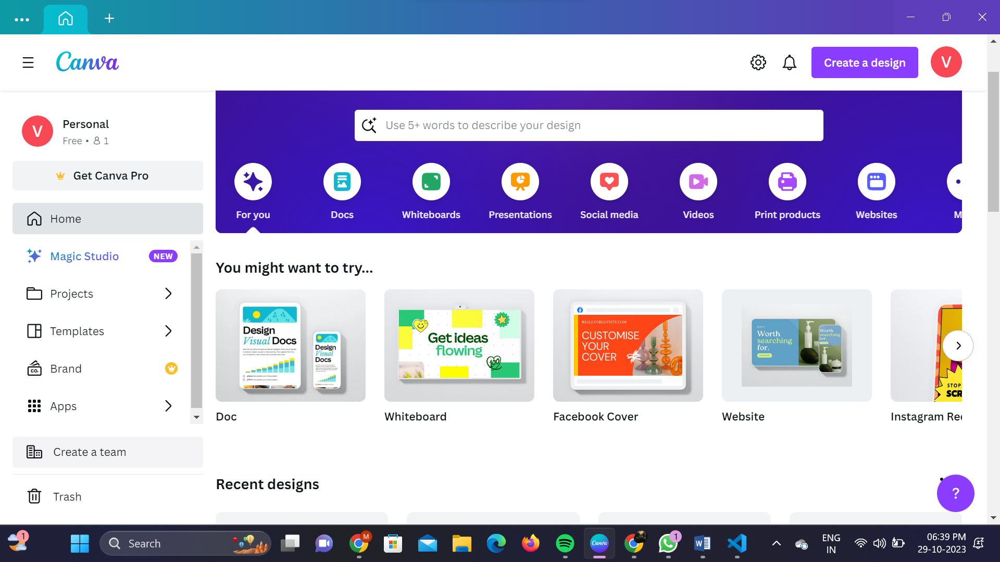 Canva
Create a design
V
V
Personal
Free • 1
Get Canva Pro
Home
Magic Studio
NEW
Projects
Templates
Brand
CO.
Apps
Create a team
Trash
Use 5+ words to describe your design
For you
Docs
Whiteboards
Presentations
Social media
Videos
Print products
Websites
M
You might want to try...
Design
Visual Docs
Design
Visual
Docs
Doc
Get ideas
flowing
100
Whiteboard
REALLYGREATSITE.COM
CUSTOMISE
YOUR
COVER
Facebook Cover
Worth
searching
for.
Worth
searching
for.
Website
STOP
SCR
Instagram Ree
Recent designs
?
1
Search
M
Canva
1
ENG
IN
06:39 PM
29-10-2023